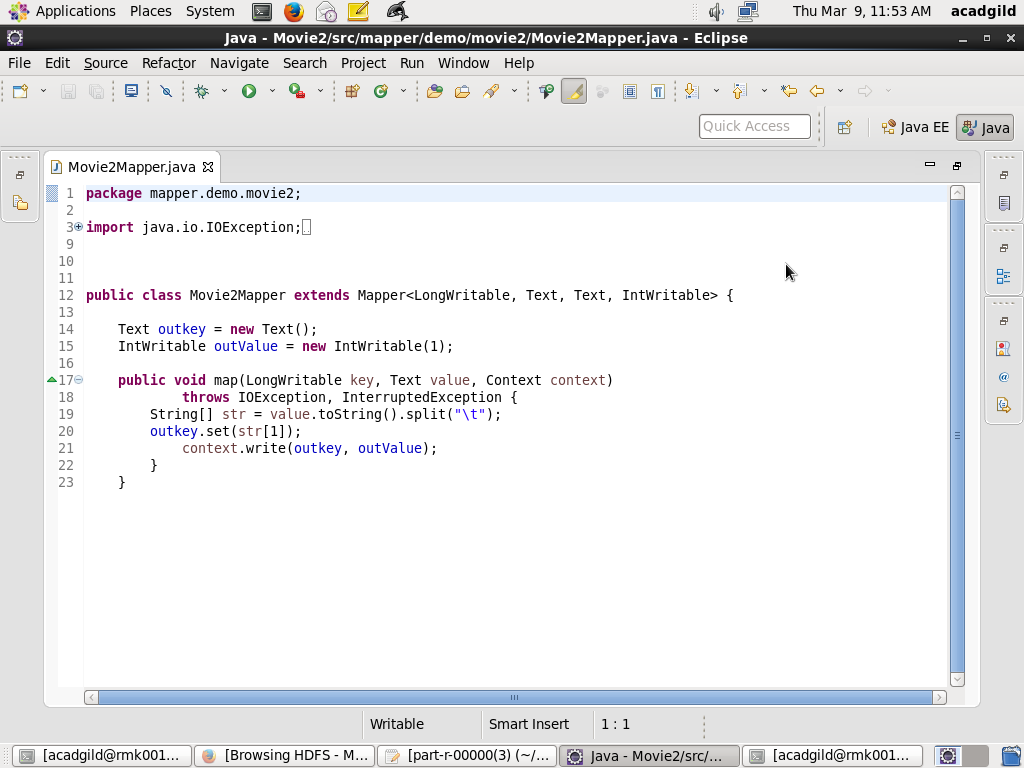 Applications Places System Thu Mar 9, 11:53 AM acadgild
Java - Movie2/src/mapper/demo/movie2/Movie2Mapper.java - Eclipse
File Edit Source Refactor Navigate Search Project Run Window Help
Quick Access Java EE Java
Movie2Mapper.java
1 package mapper.demo.movie2;
2
3 import java.io.IOException;
9
10
11
12 public class Movie2Mapper extends Mapper<LongWritable, Text, Text, IntWritable> {
13
14 Text outkey = new Text();
15 IntWritable outValue = new IntWritable(1);
16
17 public void map(LongWritable key, Text value, Context context)
18 throws IOException, InterruptedException {
19 String[] str = value.toString().split("\t");
20 outkey.set(str[1]);
21 context.write(outkey, outValue);
22 }
23 }
Writable Smart Insert 1 : 1
[acadgild@rmk001... [Browsing HDFS - M... [part-r-00000(3) (~/... Java - Movie2/src/... [acadgild@rmk001...